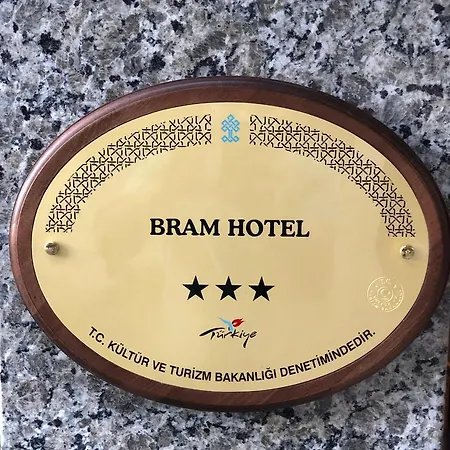 BRAM HOTEL
★★★
Türkiye
T.C. KÜLTÜR VE TURİZM BAKANLIĞI DENETİMİNDEDİR.